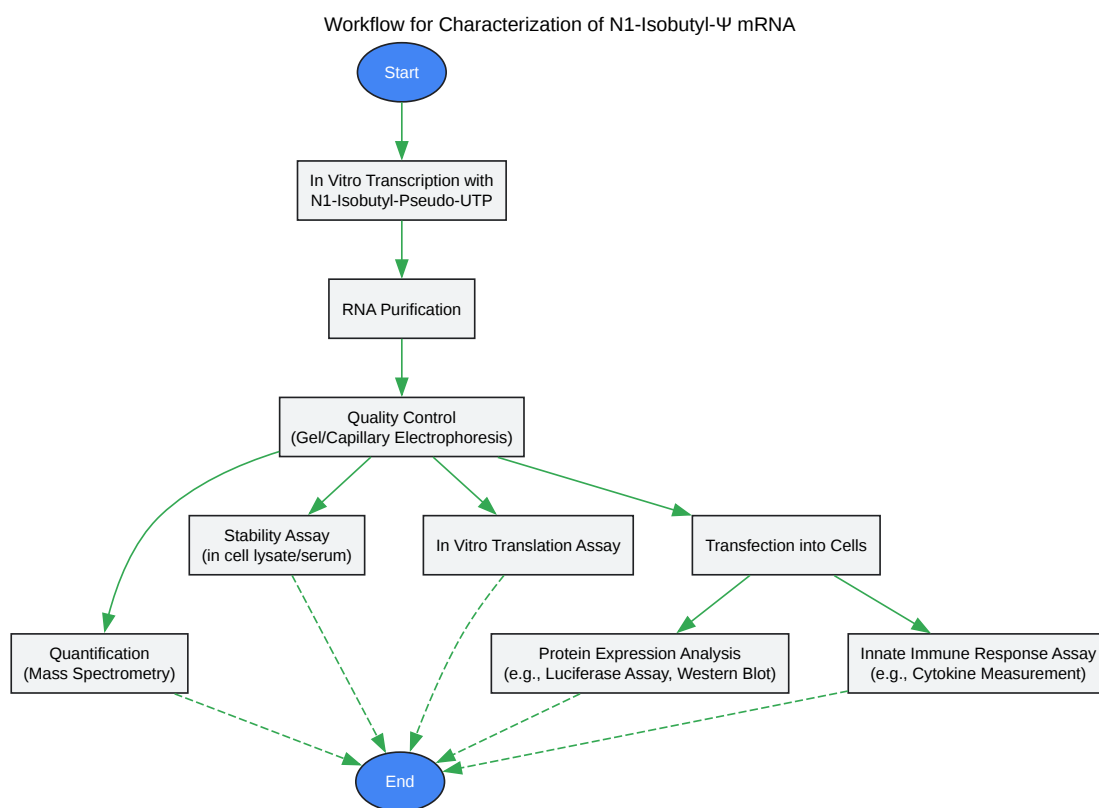 Workflow for Characterization of N1-Isobutyl-Ψ mRNA
Start
In Vitro Transcription with
N1-Isobutyl-Pseudo-UTP
RNA Purification
Quality Control
(Gel/Capillary Electrophoresis)
Stability Assay
(in cell lysate/serum)
In Vitro Translation Assay
Transfection into Cells
Quantification
(Mass Spectrometry)
Protein Expression Analysis
(e.g., Luciferase Assay, Western Blot)
Innate Immune Response Assay
(e.g., Cytokine Measurement)
End